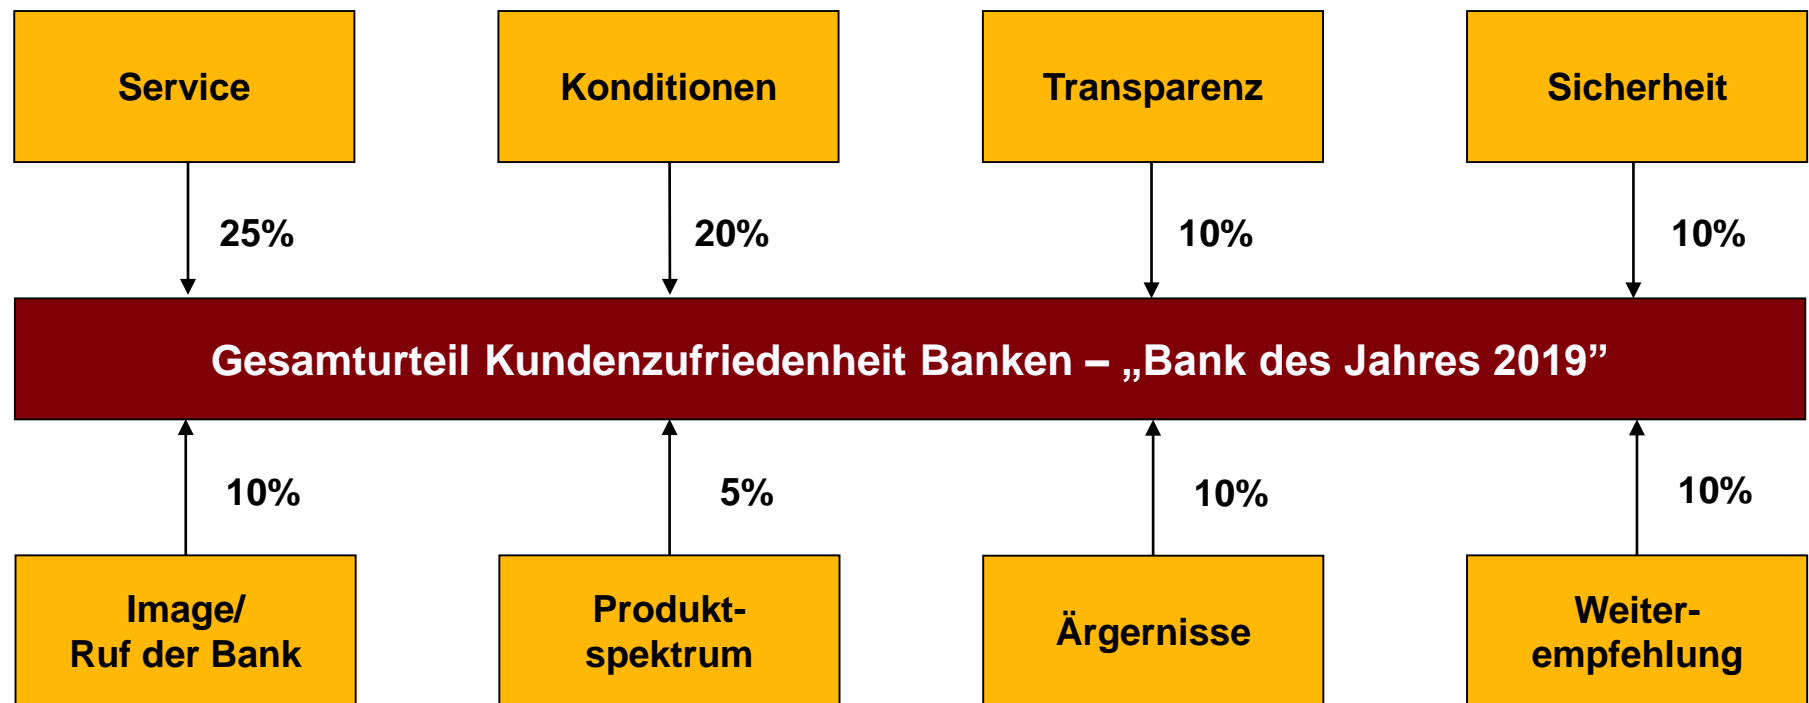 Service
Konditionen
Transparenz
Sicherheit
25%
20%
10%
10%
Gesamturteil Kundenzufriedenheit Banken – „Bank des Jahres 2019”
10%
5%
10%
10%
Image/
Ruf der Bank
Produkt-
spektrum
Ärgernisse
Weiter-
empfehlung